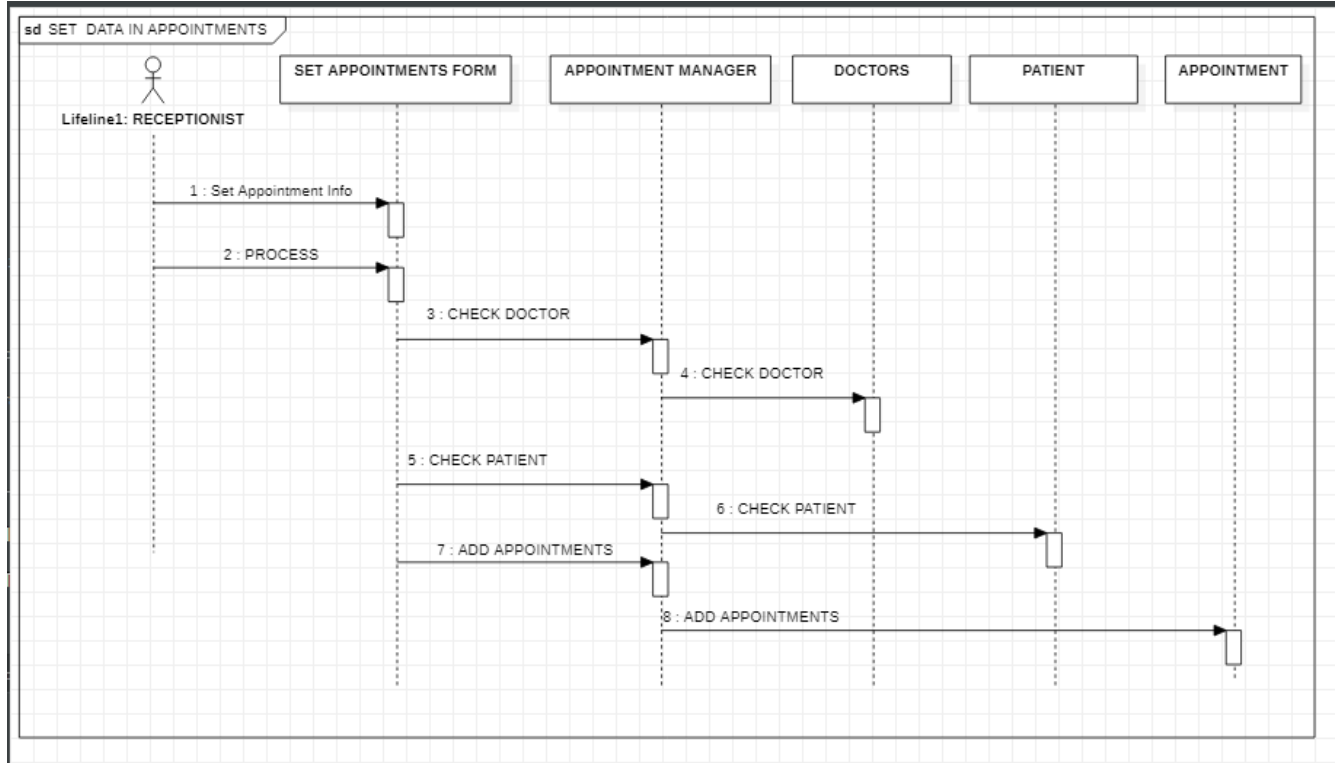 sd SET DATA IN APPOINTMENTS
SET APPOINTMENTS FORM
APPOINTMENT MANAGER
DOCTORS
PATIENT
APPOINTMENT
Lifeline1: RECEPTIONIST
1 : Set Appointment Info
2 : PROCESS
3 : CHECK DOCTOR
4 : CHECK DOCTOR
5 : CHECK PATIENT
6 : CHECK PATIENT
7 : ADD APPOINTMENTS
8 : ADD APPOINTMENTS